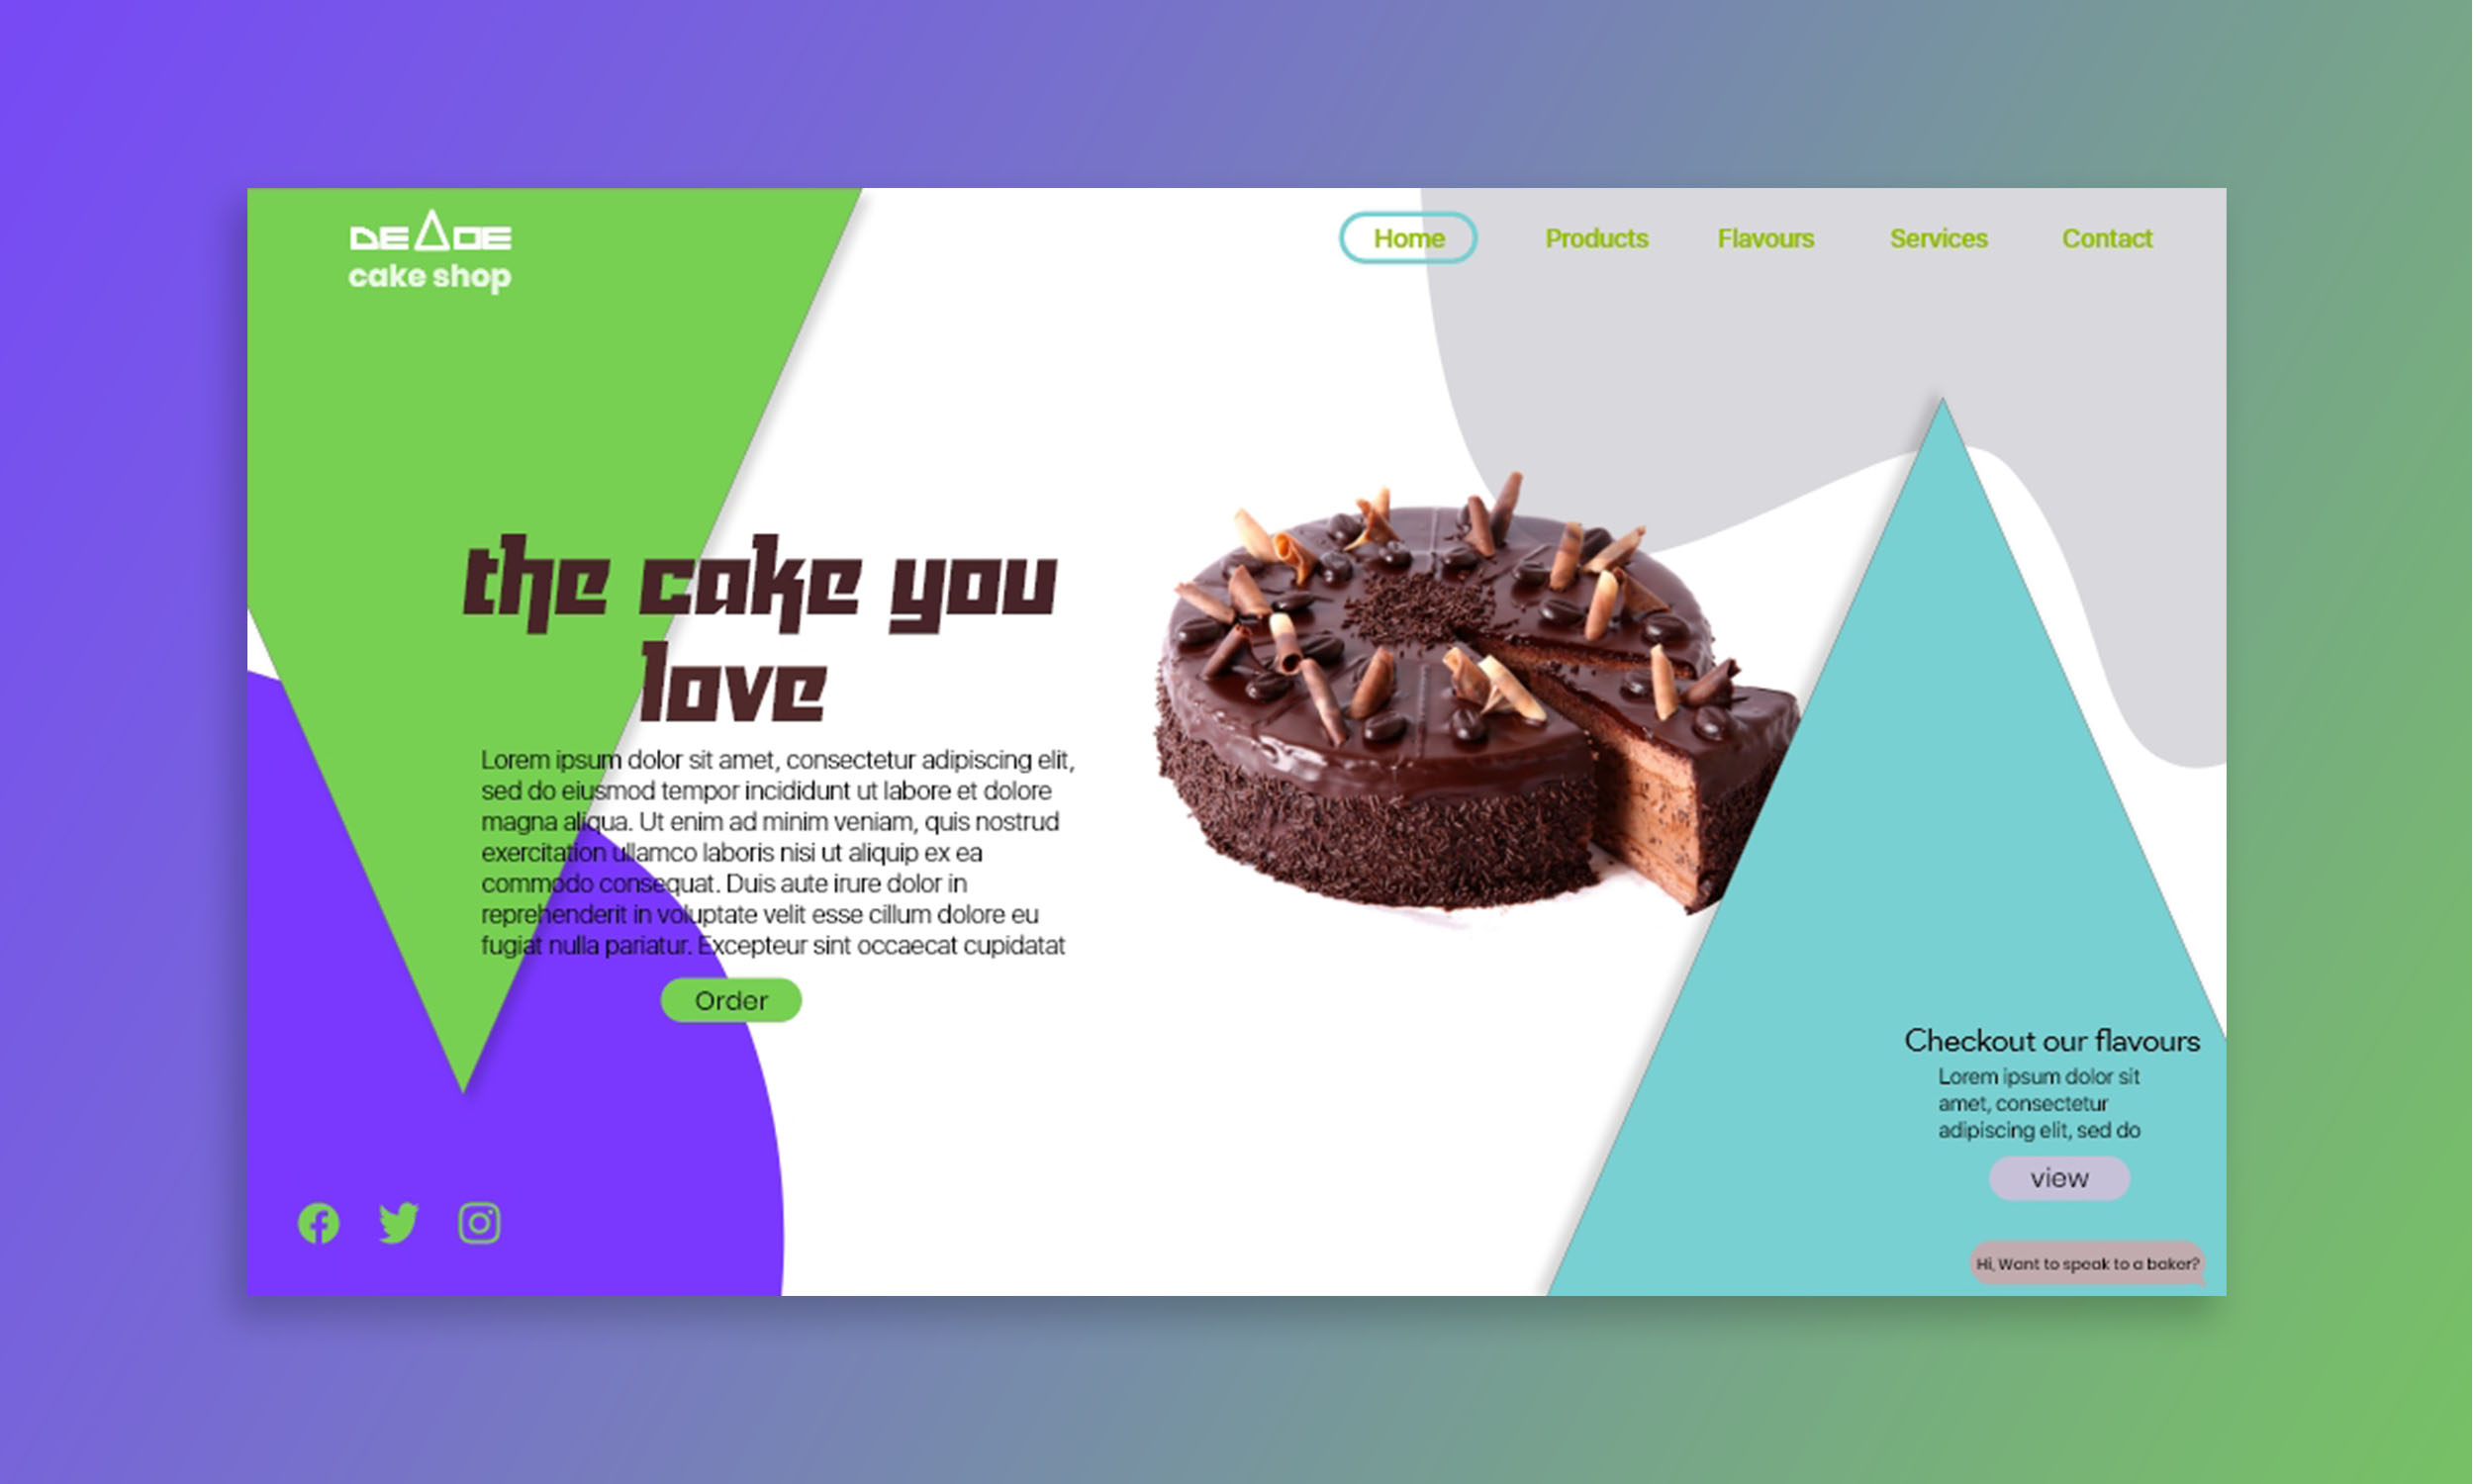 DEADE
cake shop
Home
Products
Flavours
Services
Contact
the cake you
love
Lorem ipsum dolor sit amet, consectetur adipiscing elit,
sed do eiusmod tempor incididunt ut labore et dolore
magna aliqua. Ut enim ad minim veniam, quis nostrud
exercitation ullamco laboris nisi ut aliquip ex ea
commodo consequat. Duis aute irure dolor in
reprehenderit in voluptate velit esse cillum dolore eu
fugiat nulla pariatur. Excepteur sint occaecat cupidatat
Order
Checkout our flavours
Lorem ipsum dolor sit
amet, consectetur
adipiscing elit, sed do
view
Hi, Want to speak to a baker?